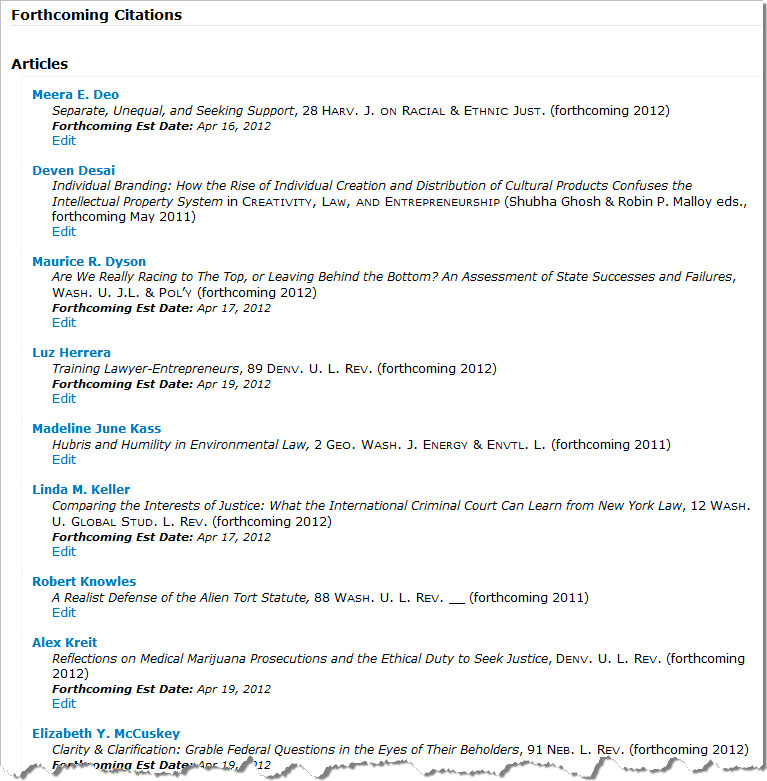 Forthcoming Citations
Articles
Meera E. Deo
Separate, Unequal, and Seeking Support, 28 Harv. J. on Racial & Ethnic Just. (forthcoming 2012)
Forthcoming Est Date: Apr 16, 2012
Edit
Deven Desai
Individual Branding: How the Rise of Individual Creation and Distribution of Cultural Products Confuses the
Intellectual Property System in Creativity, Law, and Entrepreneurship (Shubha Ghosh & Robin P. Malloy eds.,
forthcoming May 2011)
Edit
Maurice R. Dyson
Are We Really Racing to The Top, or Leaving Behind the Bottom? An Assessment of State Successes and Failures,
Wash. U. J.L. & Pol’y (forthcoming 2012)
Forthcoming Est Date: Apr 17, 2012
Edit
Luz Herrera
Training Lawyer-Entrepreneurs, 89 Denv. U. L. Rev. (forthcoming 2012)
Forthcoming Est Date: Apr 19, 2012
Edit
Madeline June Kass
Hubris and Humility in Environmental Law, 2 Geo. Wash. J. Energy & Envtl. L. (forthcoming 2011)
Edit
Linda M. Keller
Comparing the Interests of Justice: What the International Criminal Court Can Learn from New York Law, 12 Wash.
U. Global Stud. L. Rev. (forthcoming 2012)
Forthcoming Est Date: Apr 17, 2012
Edit
Robert Knowles
A Realist Defense of the Alien Tort Statute, 88 Wash. U. L. Rev. __ (forthcoming 2011)
Edit
Alex Kreit
Reflections on Medical Marijuana Prosecutions and the Ethical Duty to Seek Justice, Denv. U. L. Rev. (forthcoming
2012)
Forthcoming Est Date: Apr 19, 2012
Edit
Elizabeth Y. McCuskey
Clarity & Clarification: Grable Federal Questions in the Eyes of Their Beholders, 91 Neb. L. Rev. (forthcoming 2012)
Forthcoming Est Date: Apr 19, 2012